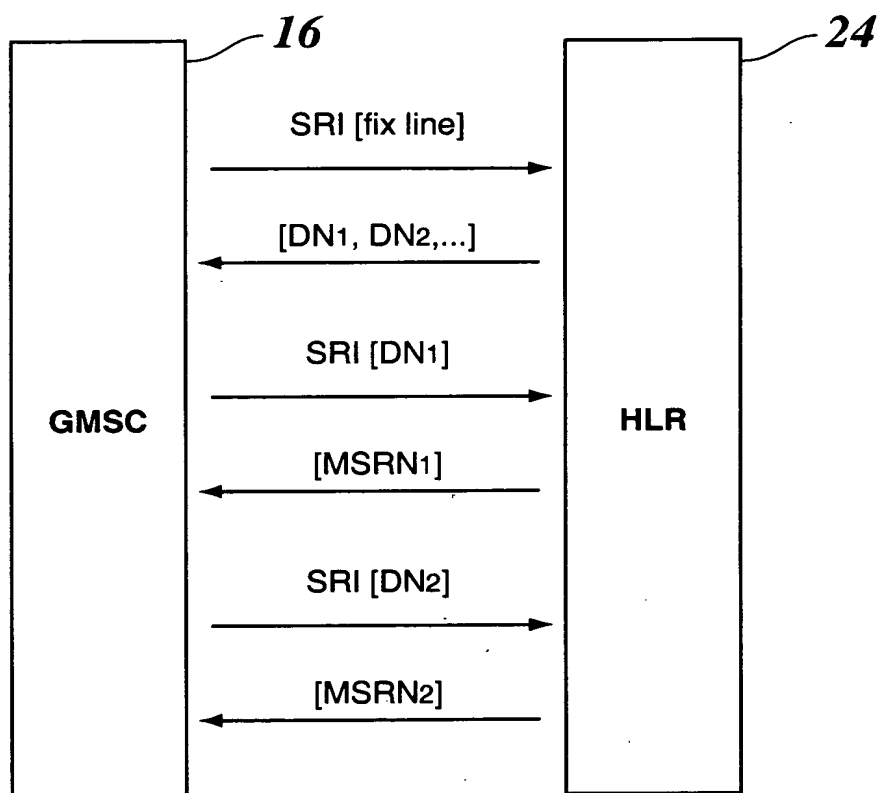 16
24
SRI [fix line]
[DN1, DN2,...]
SRI [DN1]
GMSC
HLR
[MSRN1]
SRI [DN2]
[MSRN2]